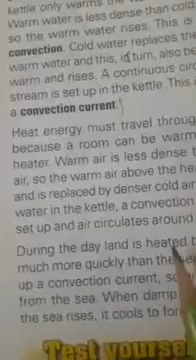 kettle only warms the
Warm water is less dense than cold
so the warm water rises. This is
convection. Cold water replaces the
warm water and this, in turn, also be
warm and rises. A continuous circ
stream is set up in the kettle. This
a convection current.
Heat energy must travel throug
because a room can be warm
heater. Warm air is less dense t
air, so the warm air above the he
and is replaced by denser cold air
water in the kettle, a convection
set up and air circulates around
During the day land is heated b
much more quickly than the sea
up a convection current, so
from the sea. When damp
the sea rises, it cools to for
Test yourself